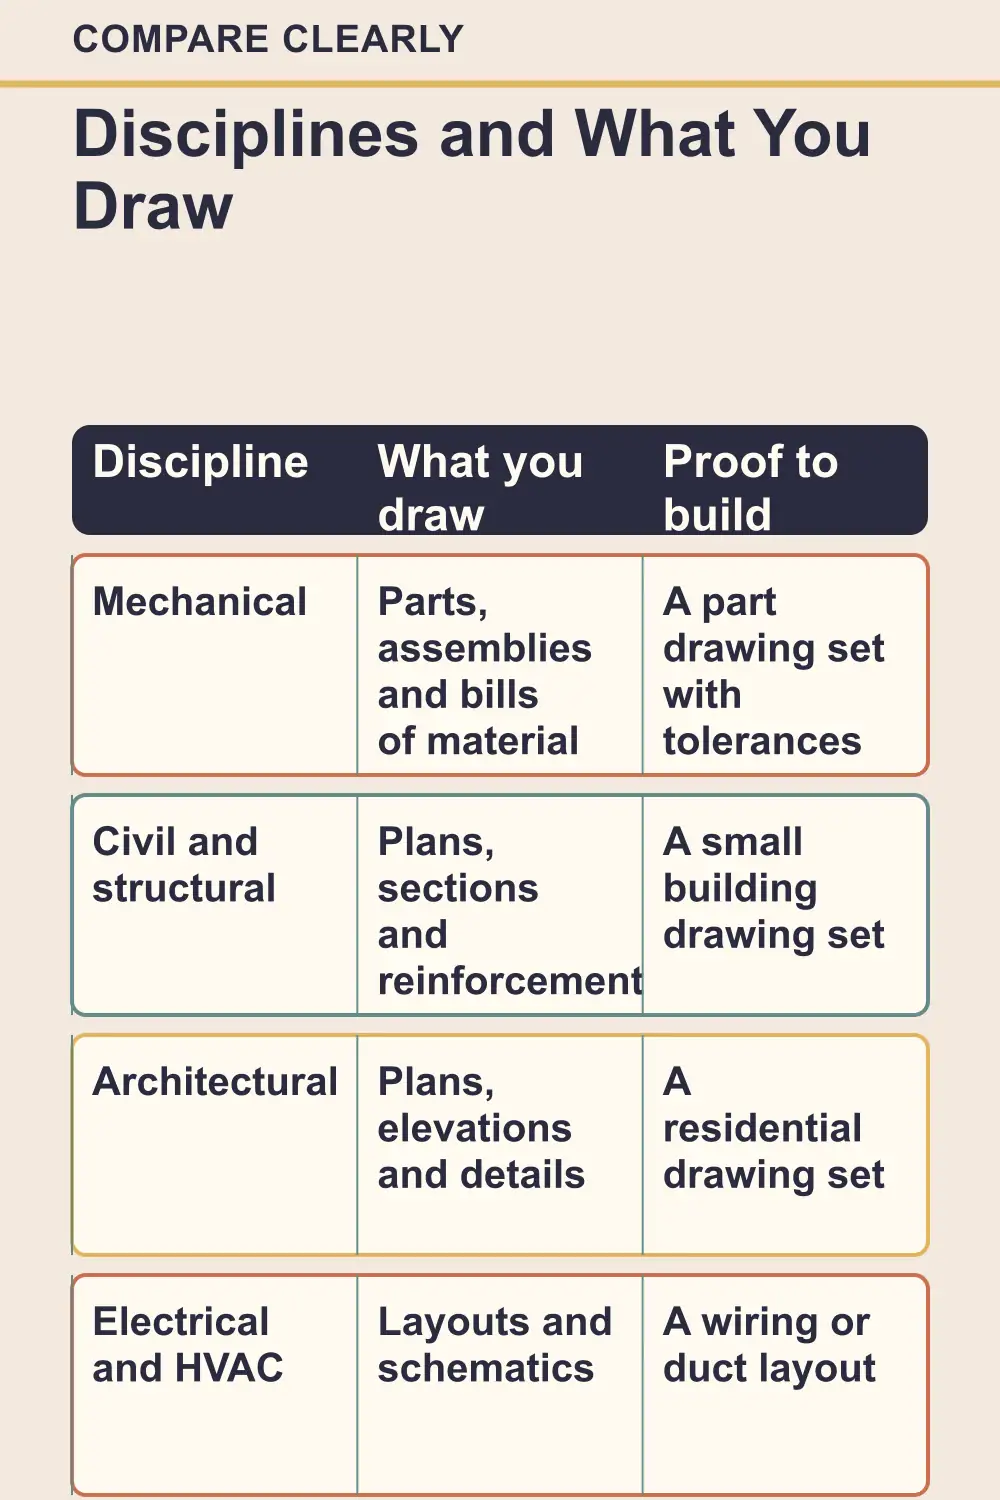 COMPARE CLEARLY
Disciplines and What You
Draw
Discipline
What you
draw
Proof to
build
Mechanical
Parts,
assemblies
and bills
of material
A part
drawing set
with
tolerances
Civil and
structural
Plans,
sections
and
reinforcement
A small
building
drawing set
Architectural
Plans,
elevations
and details
A
residential
drawing set
Electrical
and HVAC
Layouts and
schematics
A wiring or
duct layout